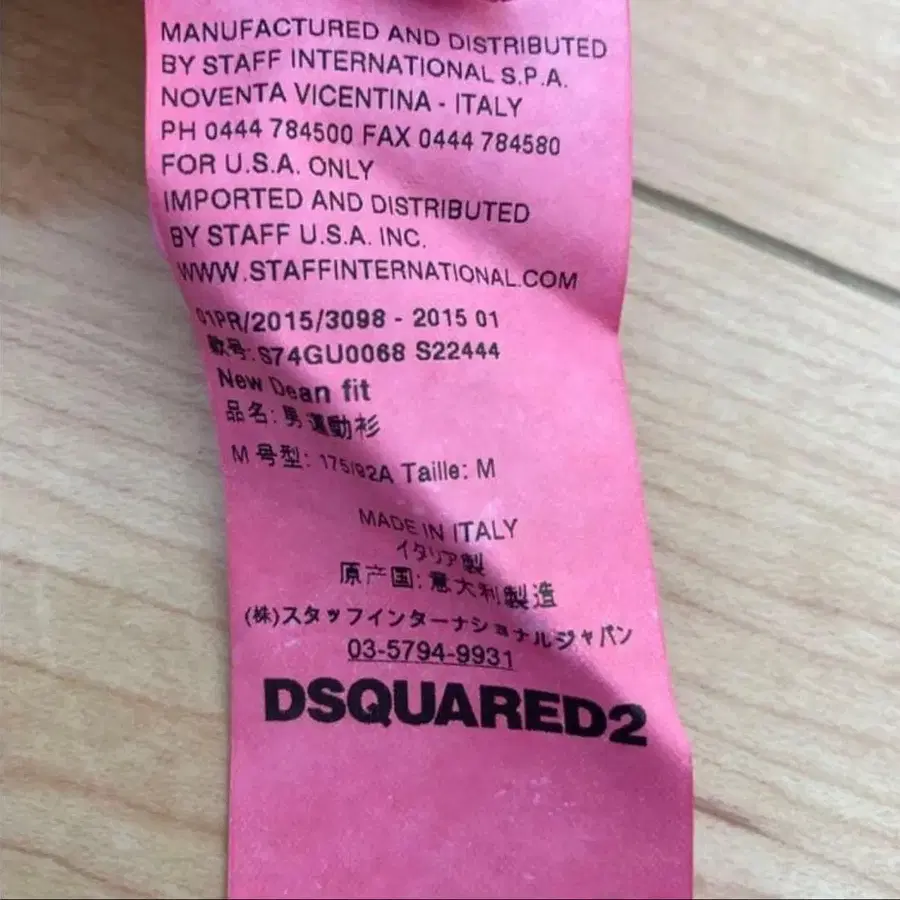 MANUFACTURED AND DISTRIBUTED
BY STAFF INTERNATIONAL S.P.A.
NOVENTA VICENTINA - ITALY
PH 0444 784500 FAX 0444 784580
FOR U.S.A. ONLY
IMPORTED AND DISTRIBUTED
BY STAFF U.S.A. INC.
WWW.STAFFINTERNATIONAL.COM
01PR/2015/3098 - 2015 01
款号: S74GU0068 S22444
New Dean fit
品名: 男運動衫
M 号型: 175/92A Taille: M
MADE IN ITALY
イタリア製
原产国: 意大利製造
(株)スタッフインターナショナルジャパン
03-5794-9931
DSQUARED2